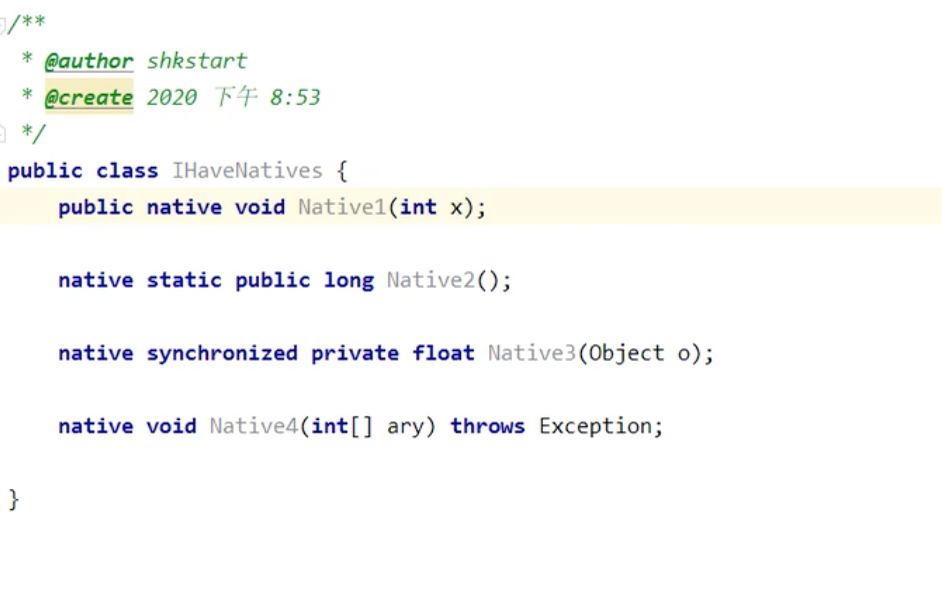 /**
 * @author shkstart
 * @create 2020 下午 8:53
 */
public class IHaveNatives {
    public native void Native1(int x);
    native static public long Native2();
    native synchronized private float Native3(Object o);
    native void Native4(int[] ary) throws Exception;
}